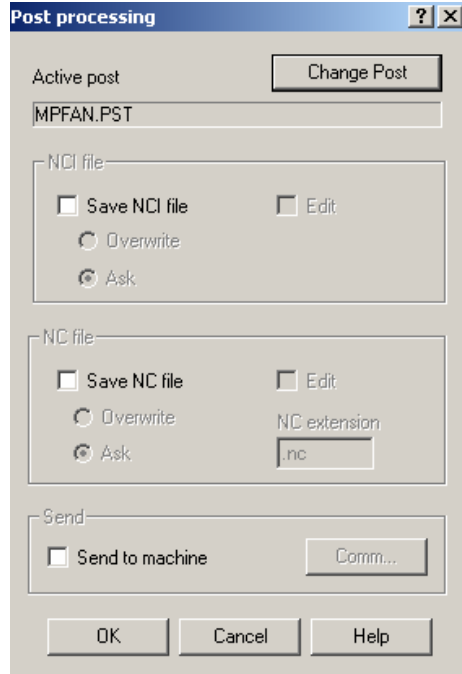 Post processing
Active post
Change Post
MPFAN.PST
NCI file
Save NCI file
Edit
Overwrite
Ask
NC file
Save NC file
Edit
Overwrite
NC extension
Ask
.nc
Send
Send to machine
Comm...
OK
Cancel
Help